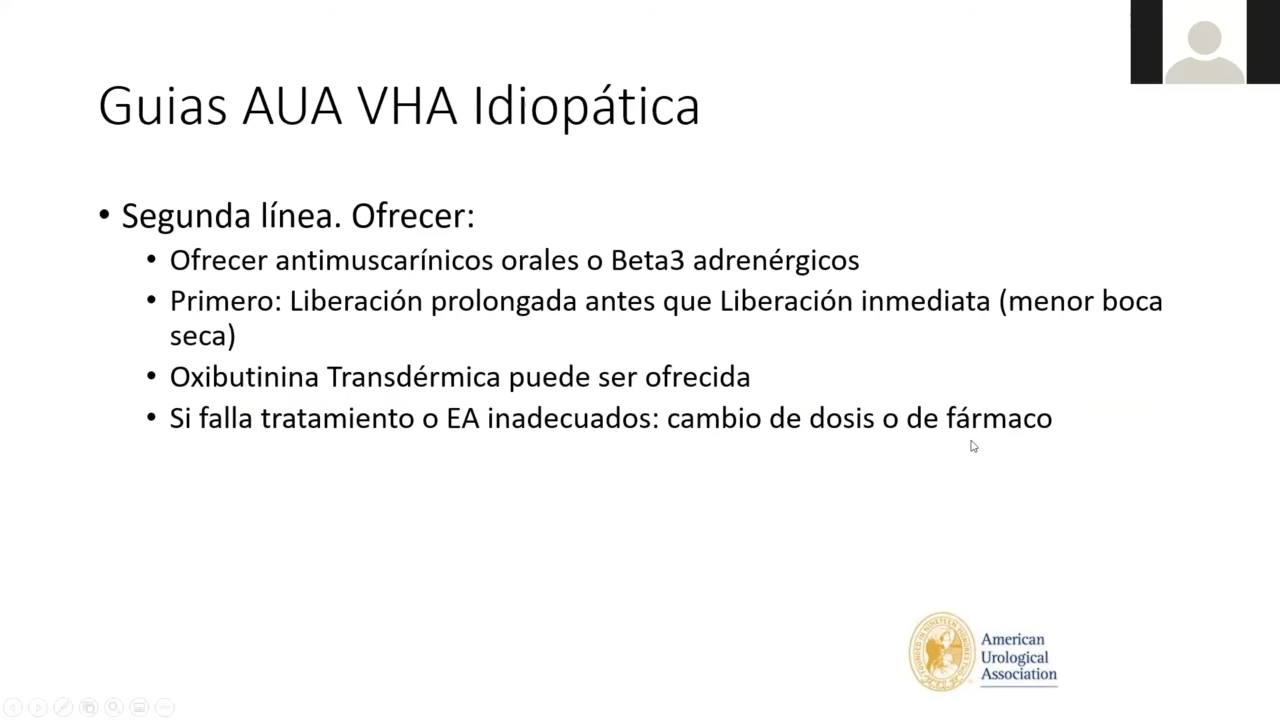 Guias AUA VHA Idiopática
• Segunda línea. Ofrecer:
• Ofrecer antimuscarínicos orales o Beta3 adrenérgicos
• Primero: Liberación prolongada antes que Liberación inmediata (menor boca
seca)
• Oxibutinina Transdérmica puede ser ofrecida
• Si falla tratamiento o EA inadecuados: cambio de dosis o de fármaco
American
Urological
Association